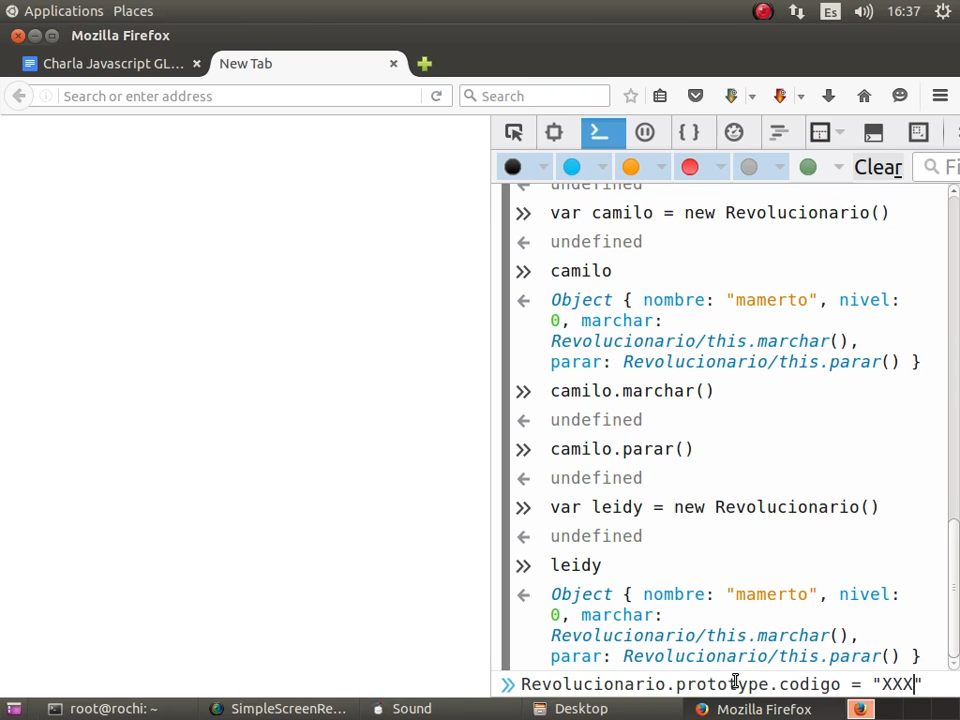 Applications Places Es 16:37
Mozilla Firefox
Charla Javascript GL... New Tab
Search or enter address Search
Clear Fi
undefined
var camilo = new Revolucionario()
undefined
camilo
Object { nombre: "mamerto", nivel:
0, marchar:
Revolucionario/this.marchar(),
parar: Revolucionario/this.parar() }
camilo.marchar()
undefined
camilo.parar()
undefined
var leidy = new Revolucionario()
undefined
leidy
Object { nombre: "mamerto", nivel:
0, marchar:
Revolucionario/this.marchar(),
parar: Revolucionario/this.parar() }
Revolucionario.prototype.codigo = "XXX"
root@rochi: ~ SimpleScreenRe... Sound Desktop Mozilla Firefox